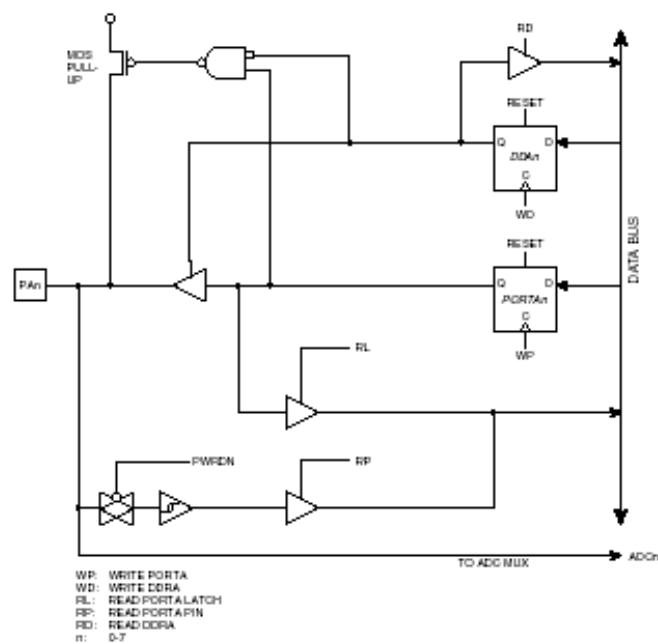 RD
MOS
PULL-
UP
RESET
Q D
DDAn
C
WD
RESET
PAn
Q D
PORTAn
C
WP
DATA BUS
RL
PWRDN
RP
TO ADC MUX
ADCn
WP: WRITE PORTA
WD: WRITE DDRA
RL: READ PORTA LATCH
RP: READ PORTA PIN
RD: READ DDRA
n: 0-7